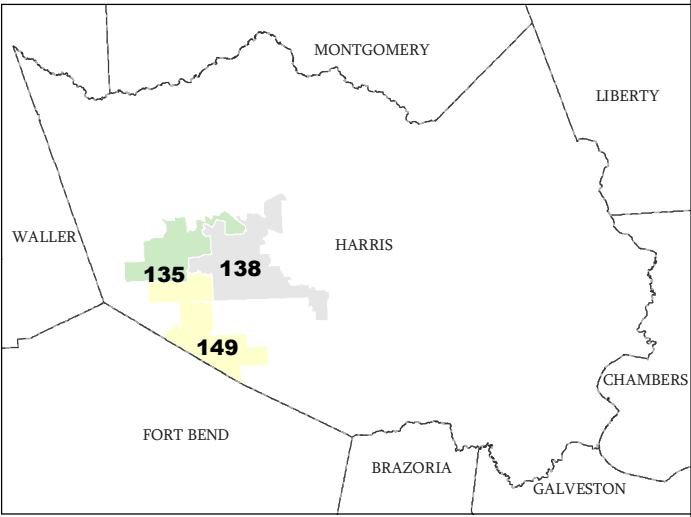 MONTGOMERY
LIBERTY
WALLER
HARRIS
135
138
149
CHAMBERS
FORT BEND
BRAZORIA
GALVESTON